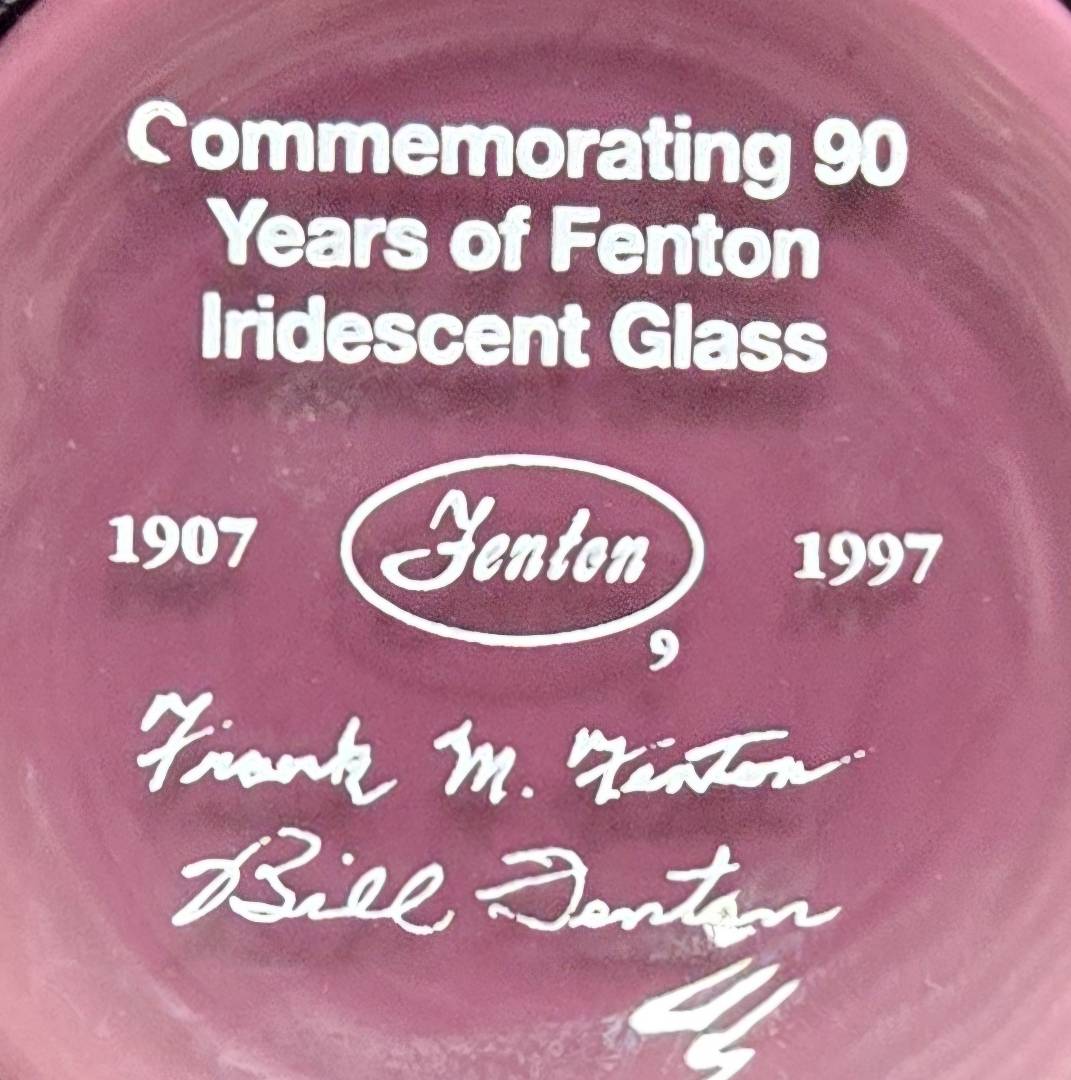 Commemorating 90
Years of Fenton
Iridescent Glass
1907 Fenton 1997
9
Frank M. Fenton
Bill Fenton